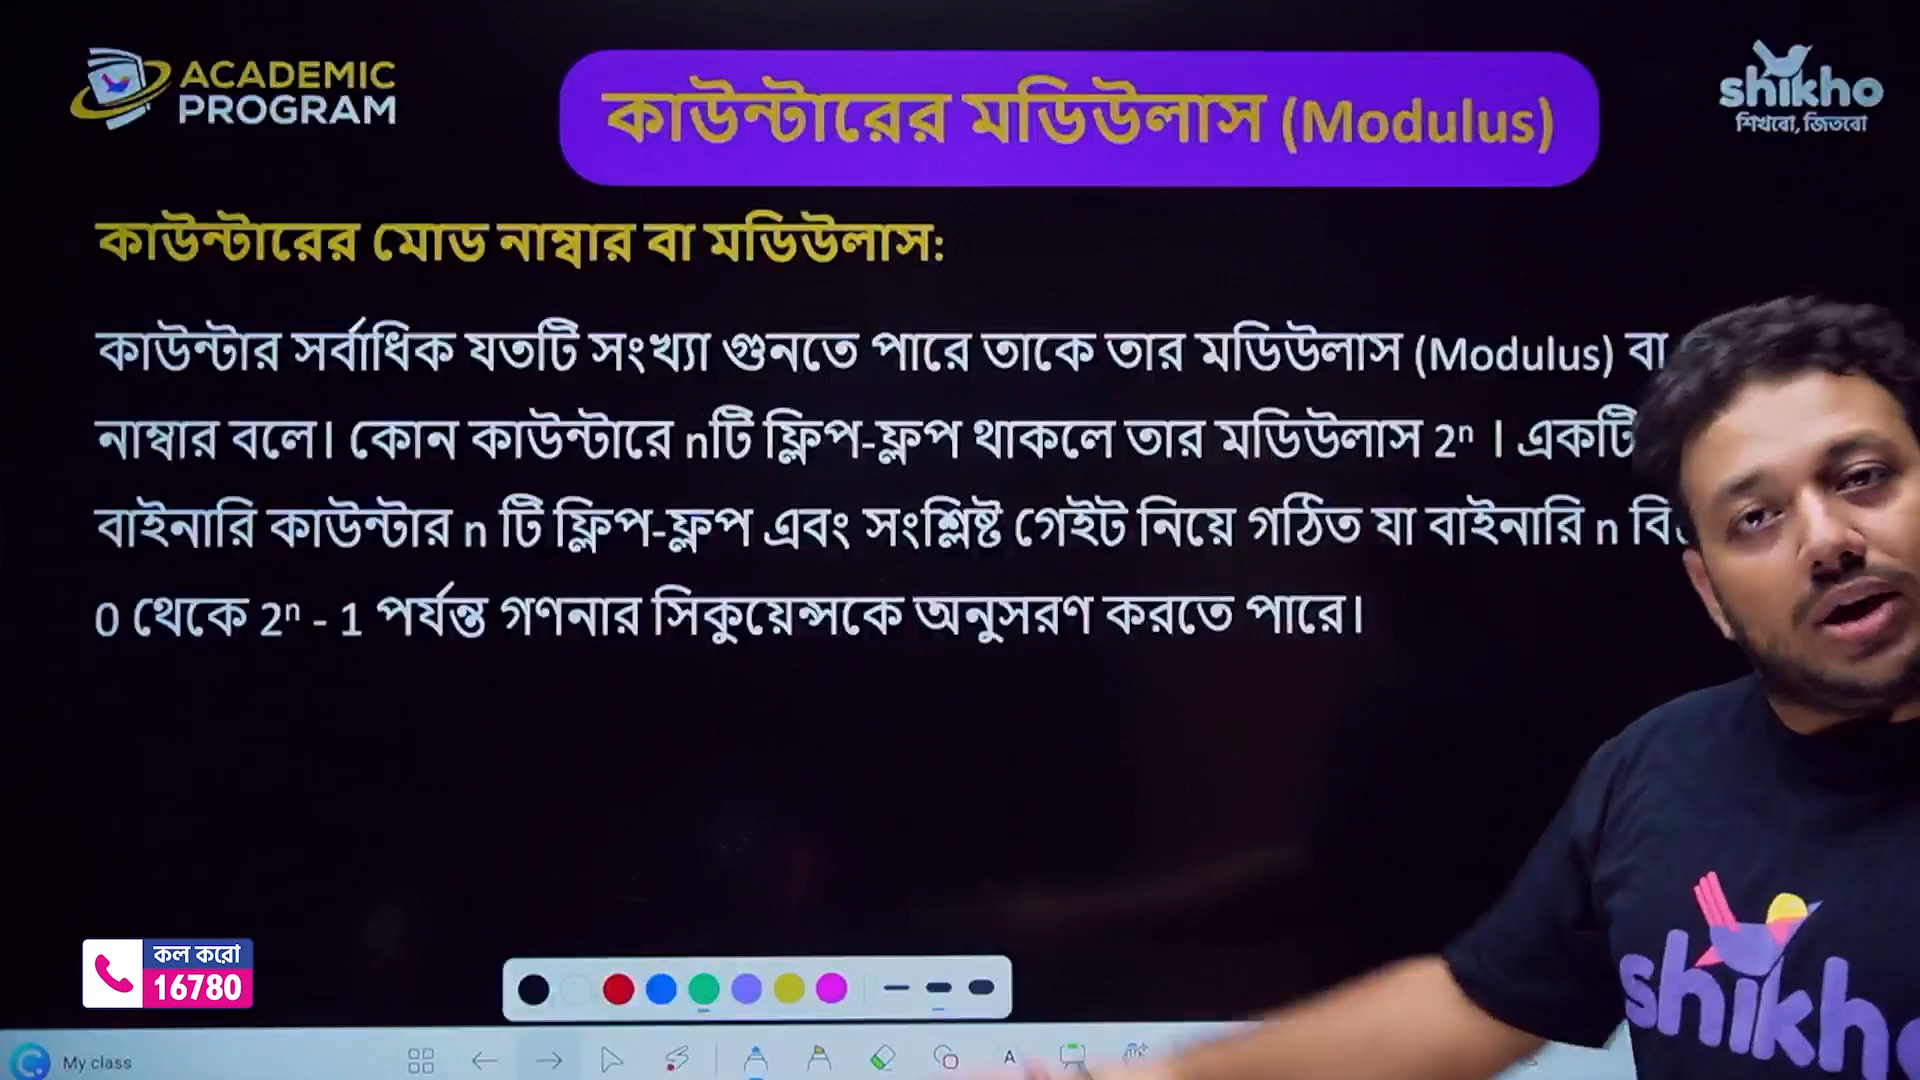 ACADEMIC
PROGRAM
কাউন্টারের মডিউলাস (Modulus)
shikho
শিখবো, জিতবো
কাউন্টারের মোড নাম্বার বা মডিউলাস:
কাউন্টার সর্বাধিক যতটি সংখ্যা গুনতে পারে তাকে তার মডিউলাস (Modulus) বা
নাম্বার বলে। কোন কাউন্টারে nটি ফ্লিপ-ফ্লপ থাকলে তার মডিউলাস 2ⁿ । একটি
বাইনারি কাউন্টার n টি ফ্লিপ-ফ্লপ এবং সংশ্লিষ্ট গেইট নিয়ে গঠিত যা বাইনারি n
0 থেকে 2ⁿ - 1 পর্যন্ত গণনার সিকুয়েন্সকে অনুসরণ করতে পারে।
কল করো
16780
My class
A
shikh